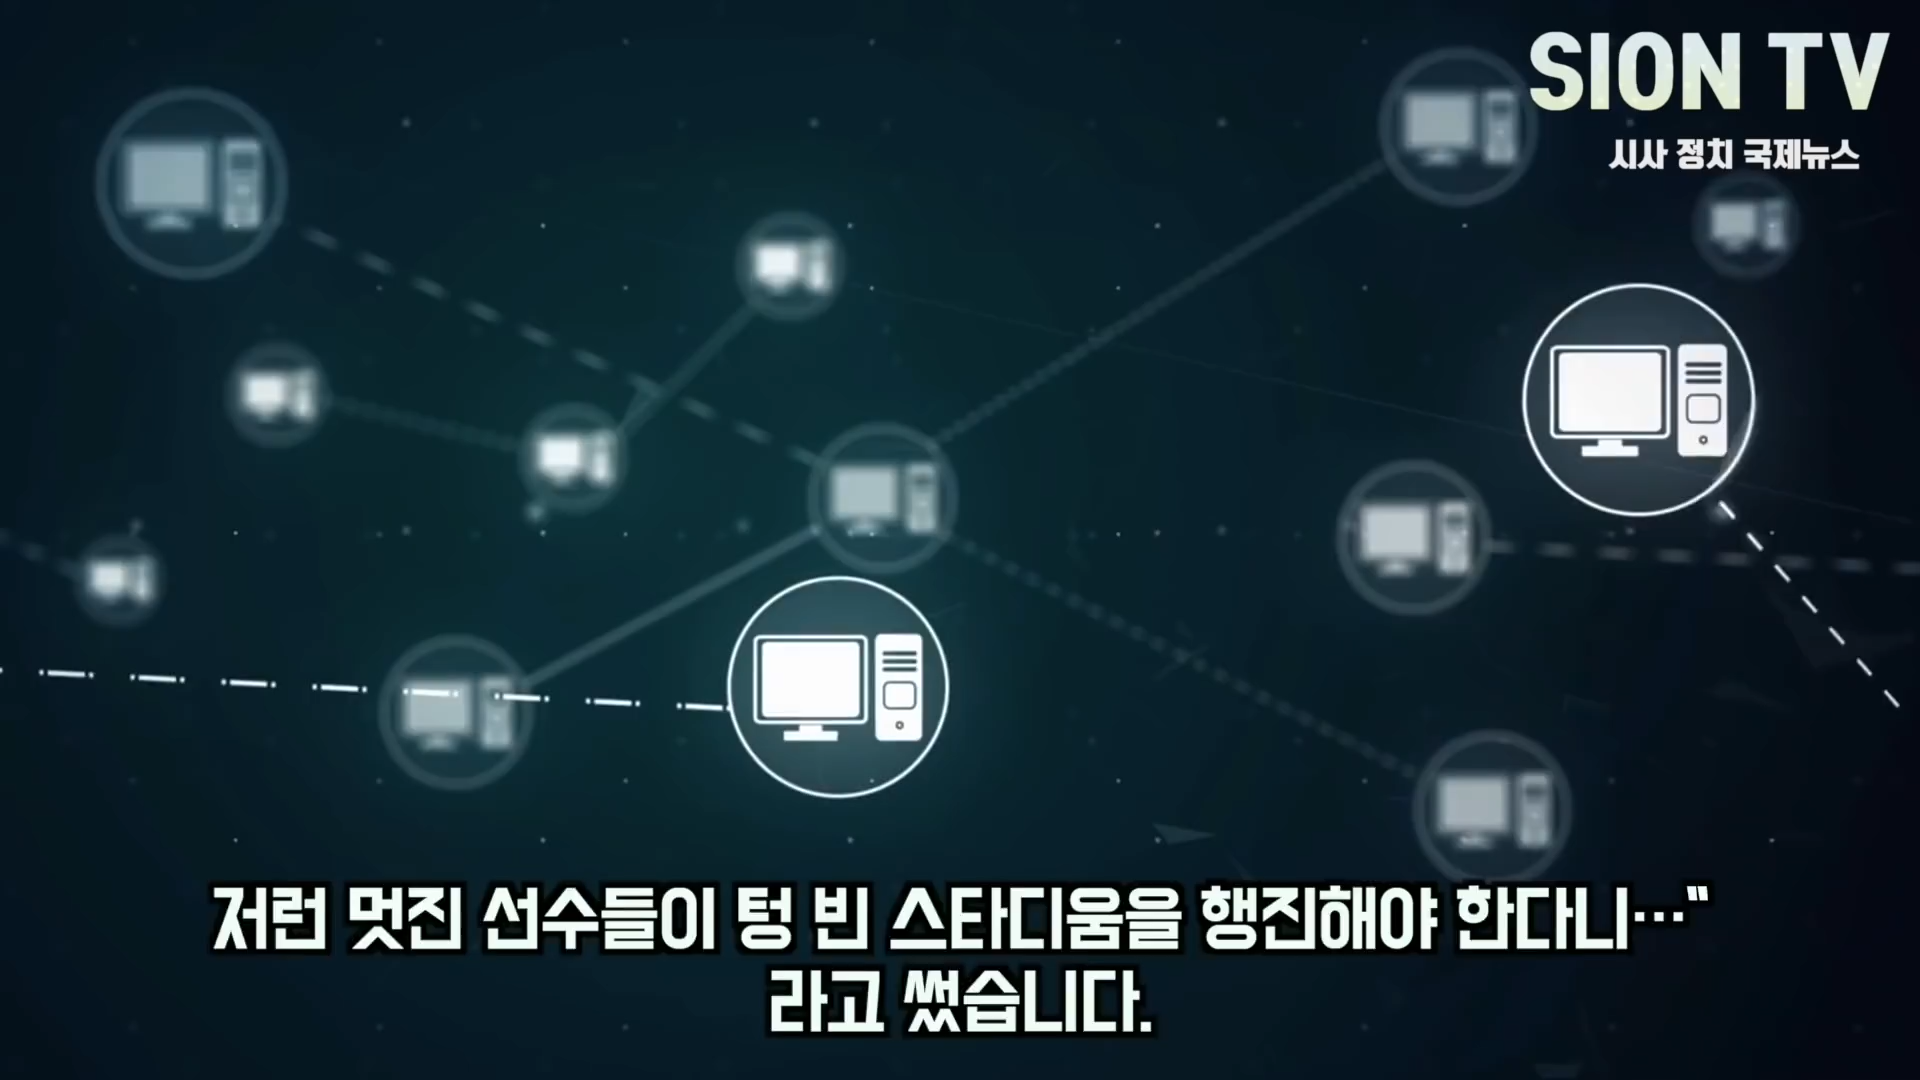 SION TV
시사 정치 국제뉴스
저런 멋진 선수들이 텅 빈 스타디움을 행진해야 한다니…“
라고 썼습니다.